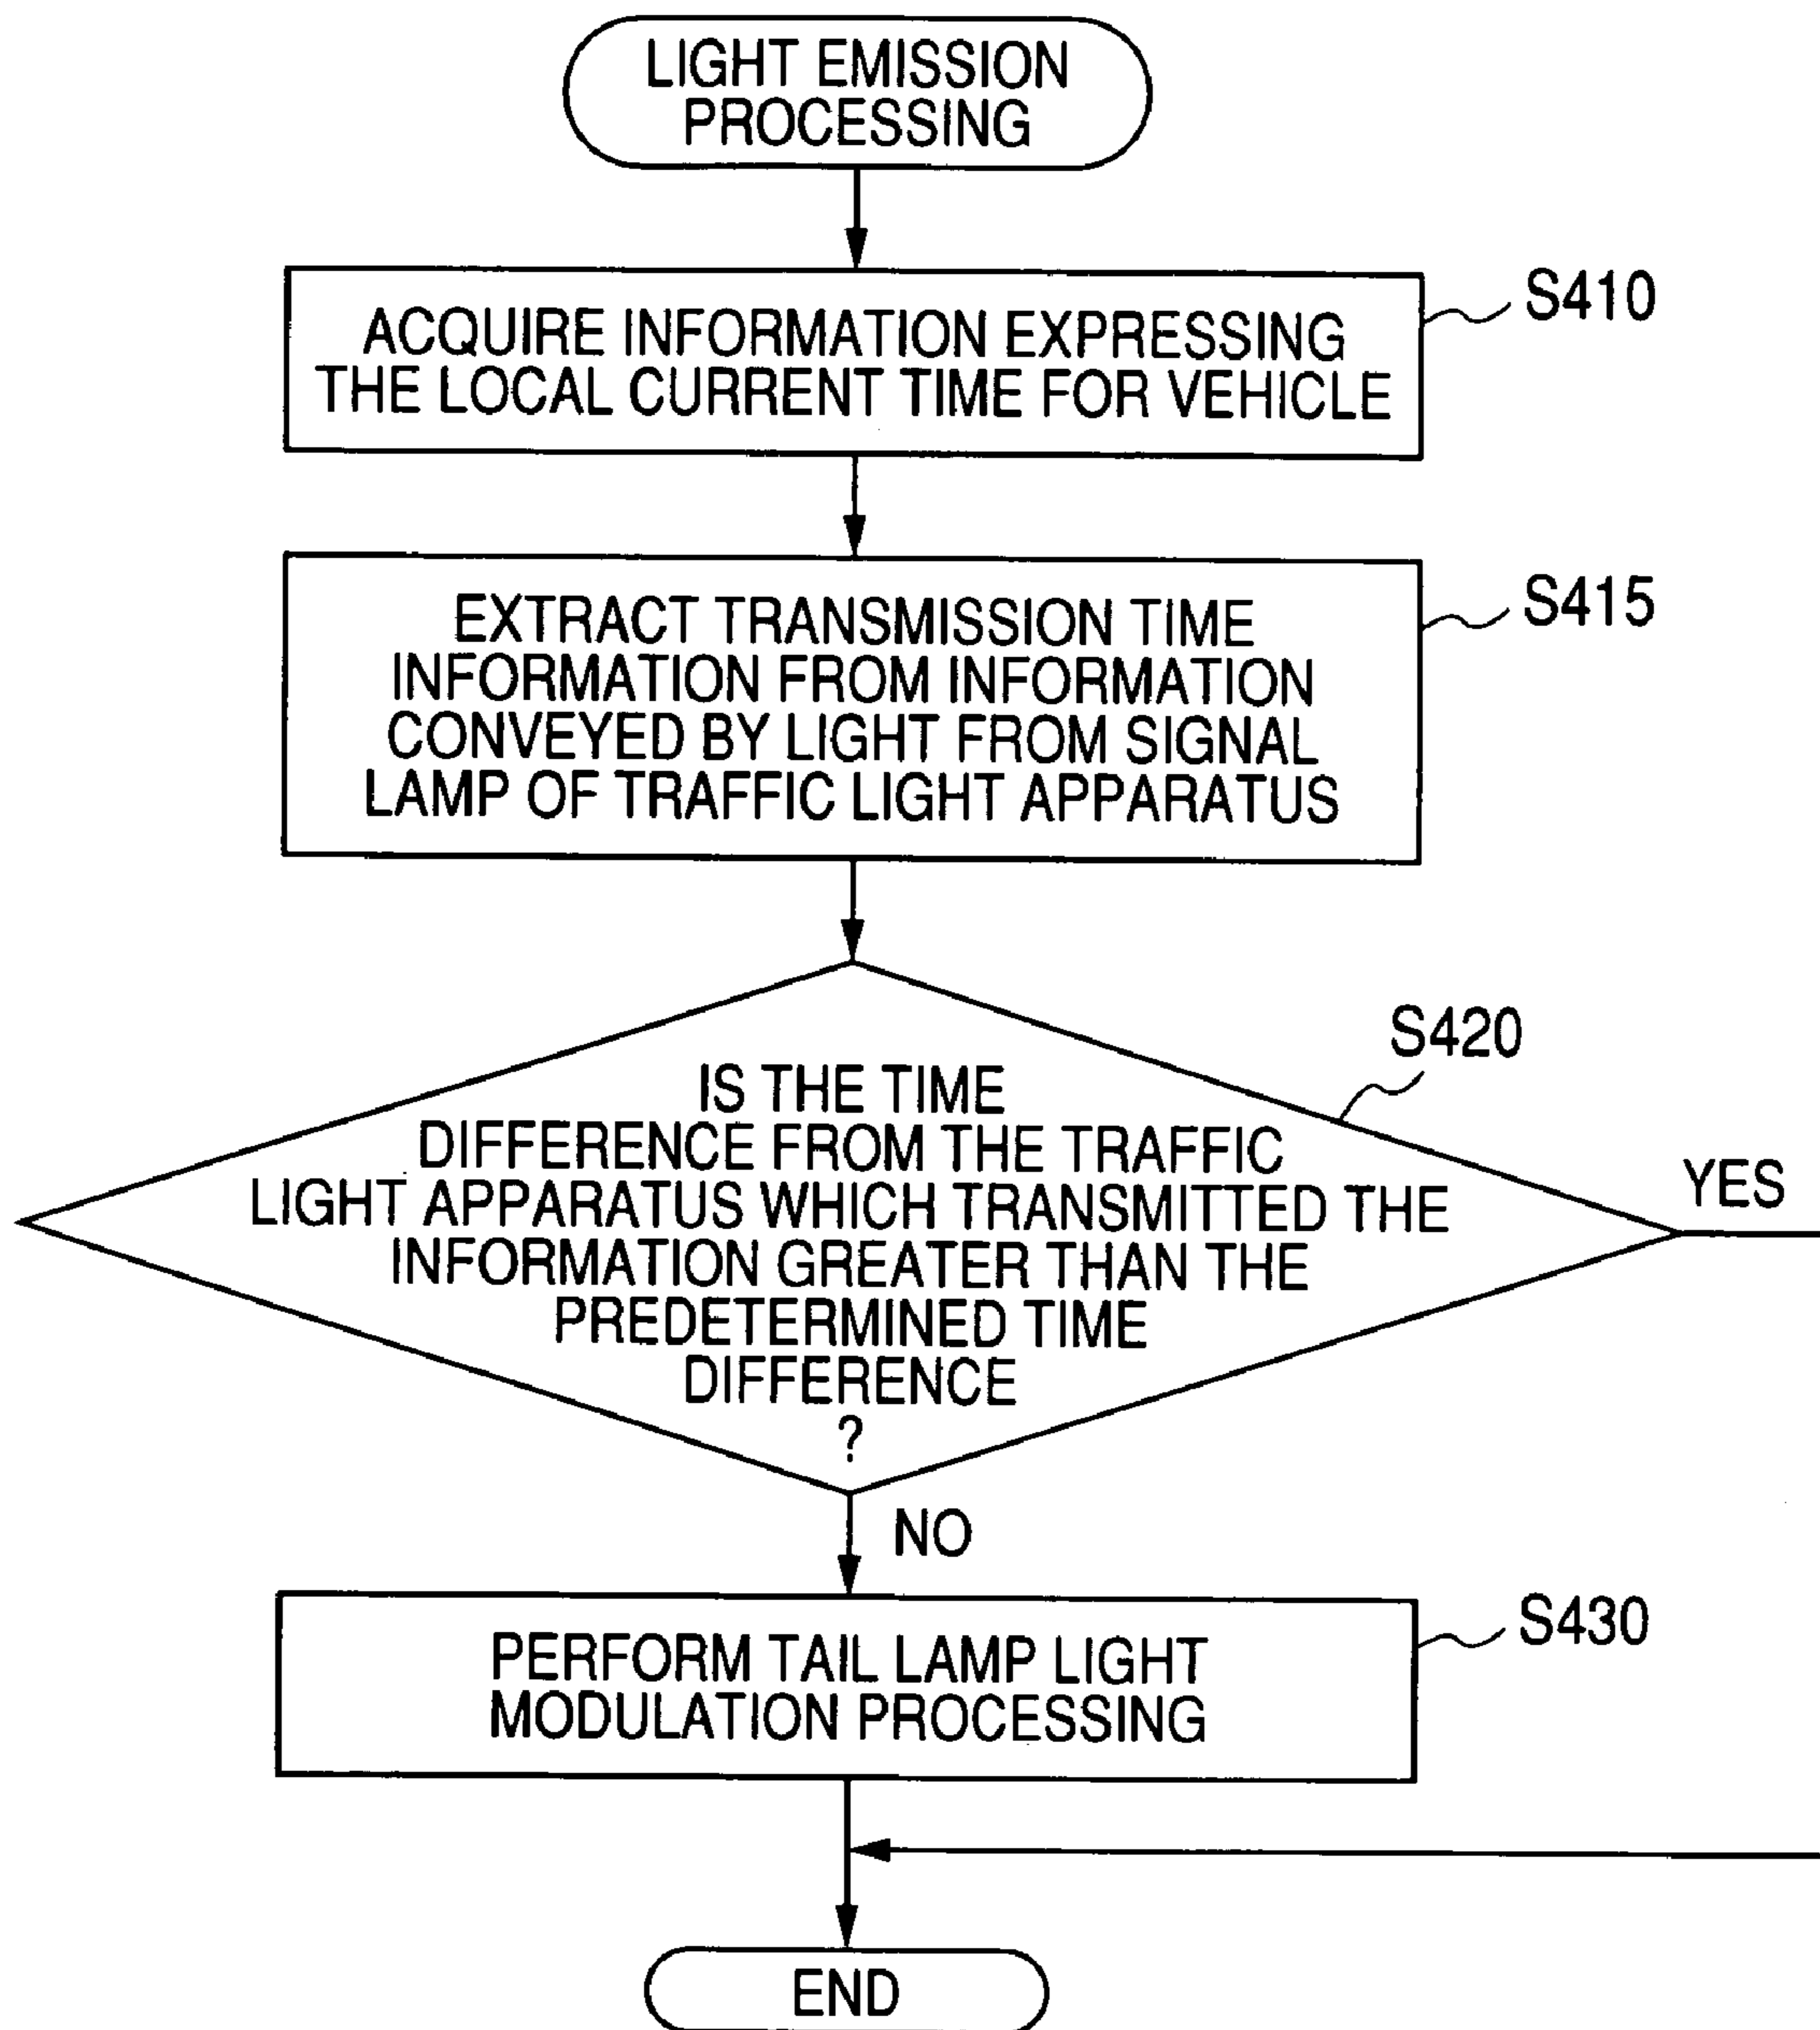 LIGHT EMISSION
PROCESSING
S410
ACQUIRE INFORMATION EXPRESSING
THE LOCAL CURRENT TIME FOR VEHICLE
S415
EXTRACT TRANSMISSION TIME
INFORMATION FROM INFORMATION
CONVEYED BY LIGHT FROM SIGNAL
LAMP OF TRAFFIC LIGHT APPARATUS
S420
IS THE TIME
DIFFERENCE FROM THE TRAFFIC
LIGHT APPARATUS WHICH TRANSMITTED THE
INFORMATION GREATER THAN THE
PREDETERMINED TIME
DIFFERENCE
?
YES
NO
S430
PERFORM TAIL LAMP LIGHT
MODULATION PROCESSING
END